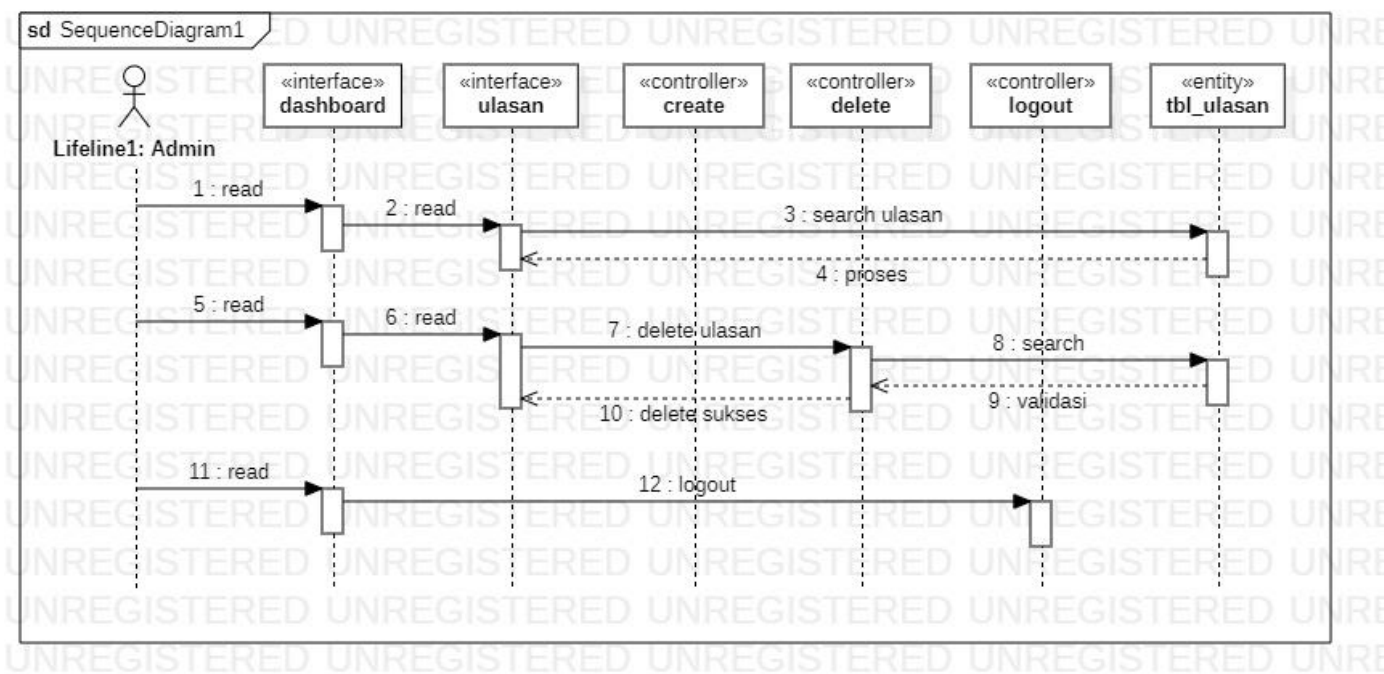 sd SequenceDiagram1
«interface»
dashboard
«interface»
ulasan
«controller»
create
«controller»
delete
«controller»
logout
«entity»
tbl_ulasan
Lifeline1: Admin
1 : read
2 : read
3 : search ulasan
4 : proses
5 : read
6 : read
7 : delete ulasan
8 : search
9 : validasi
10 : delete sukses
11 : read
12 : logout
UNREGISTERED